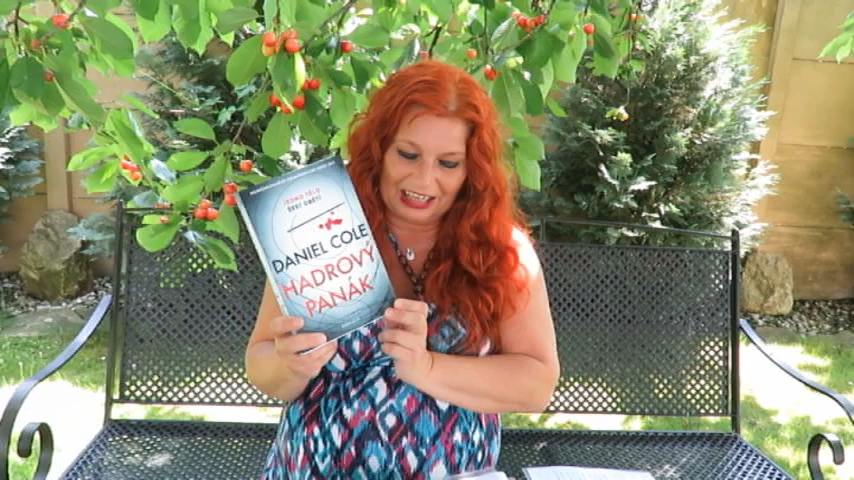 JEDNO TĚLO
ŠEST OBĚTÍ
DANIEL COLE
HADROVÝ
PANÁK